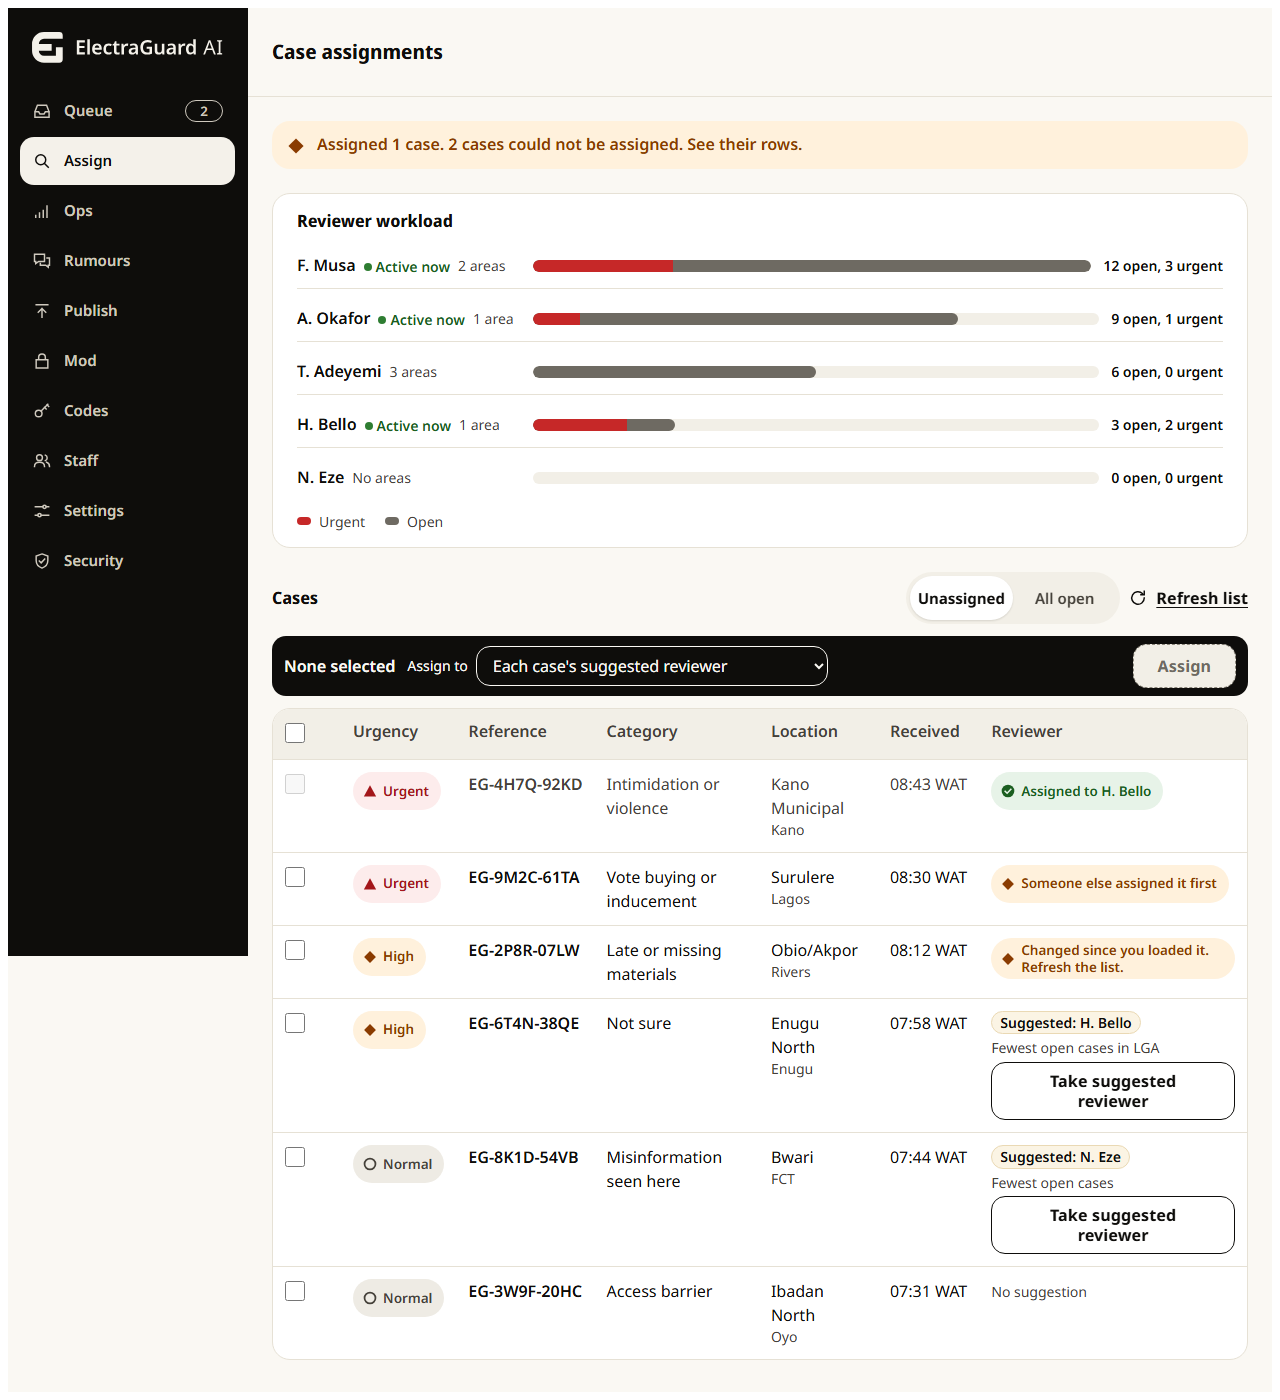 ElectraGuard AI
Queue 2
Assign
Ops
Rumours
Publish
Mod
Codes
Staff
Settings
Security
Case assignments
Assigned 1 case. 2 cases could not be assigned. See their rows.
Reviewer workload
F. Musa Active now 2 areas 12 open, 3 urgent
A. Okafor Active now 1 area 9 open, 1 urgent
T. Adeyemi 3 areas 6 open, 0 urgent
H. Bello Active now 1 area 3 open, 2 urgent
N. Eze No areas 0 open, 0 urgent
Urgent Open
Cases Unassigned All open Refresh list
None selected Assign to Each case's suggested reviewer Assign
Urgency Reference Category Location Received Reviewer
Urgent EG-4H7Q-92KD Intimidation or Kano 08:43 WAT Assigned to H. Bello
violence Municipal
Kano
Urgent EG-9M2C-61TA Vote buying or Surulere 08:30 WAT Someone else assigned it first
inducement Lagos
High EG-2P8R-07LW Late or missing Obio/Akpor 08:12 WAT Changed since you loaded it.
materials Rivers Refresh the list.
High EG-6T4N-38QE Not sure Enugu 07:58 WAT Suggested: H. Bello
North Fewest open cases in LGA
Enugu
Take suggested
reviewer
Normal EG-8K1D-54VB Misinformation Bwari 07:44 WAT Suggested: N. Eze
seen here FCT Fewest open cases
Take suggested
reviewer
Normal EG-3W9F-20HC Access barrier Ibadan 07:31 WAT No suggestion
North
Oyo